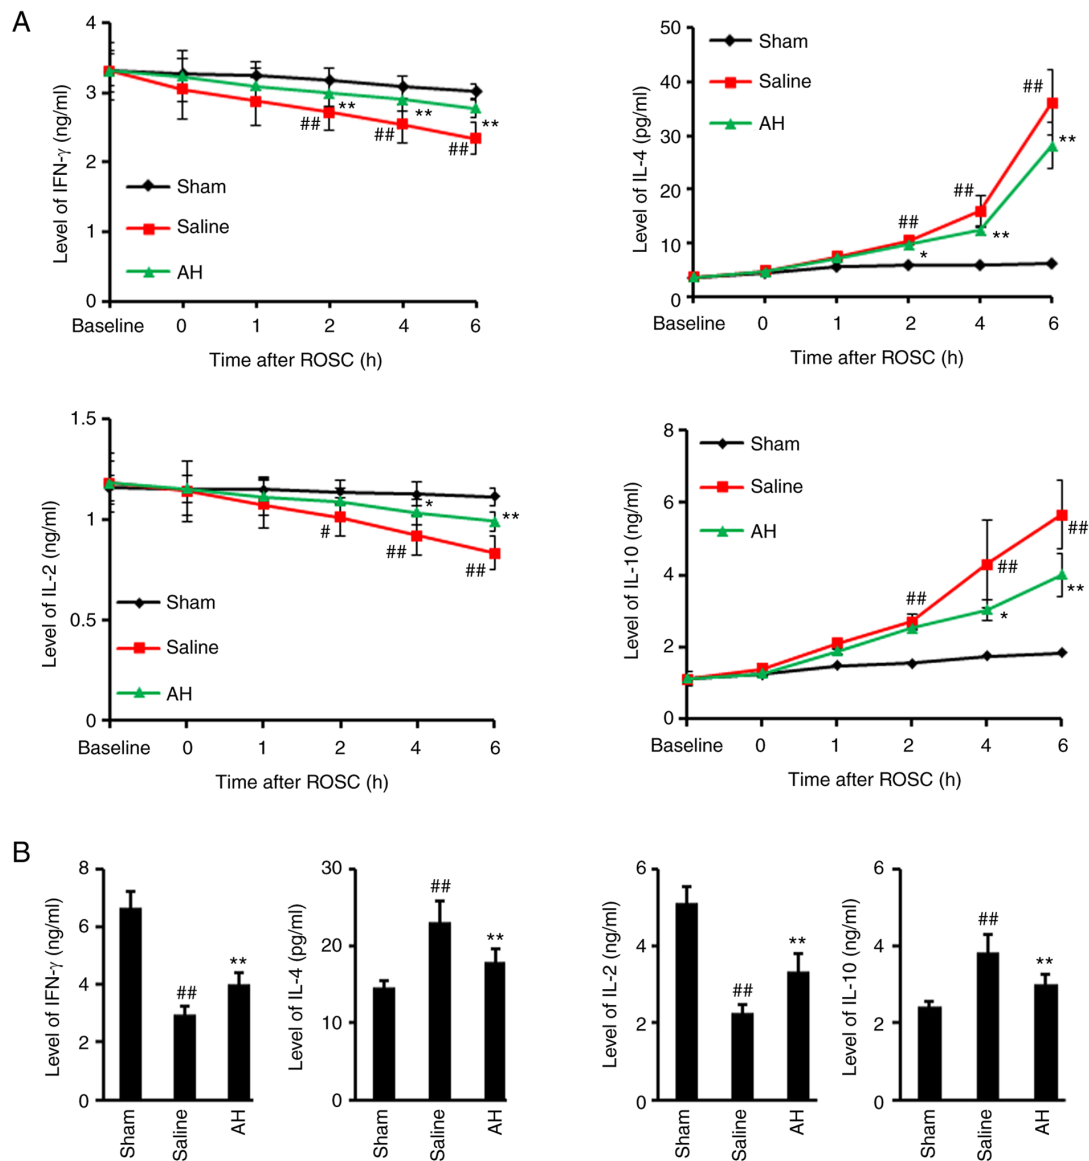 A
Level of IFN-γ (ng/ml)
4
3
2
1
0
** ** **
## ## ##
Sham
Saline
AH
Baseline 0 1 2 4 6
Time after ROSC (h)
Level of IL-4 (pg/ml)
50
40
30
20
10
0
Sham
Saline
AH
## ## ##
* ** **
Baseline 0 1 2 4 6
Time after ROSC (h)
Level of IL-2 (ng/ml)
1.5
1
0.5
0
* **
# ## ##
Sham
Saline
AH
Baseline 0 1 2 4 6
Time after ROSC (h)
Level of IL-10 (ng/ml)
8
6
4
2
0
Sham
Saline
AH
## ## ##
* **
Baseline 0 1 2 4 6
Time after ROSC (h)
B
Level of IFN-γ (ng/ml)
8
6
4
2
0
## **
Sham Saline AH
Level of IL-4 (pg/ml)
30
20
10
0
## **
Sham Saline AH
Level of IL-2 (ng/ml)
6
4
2
0
## **
Sham Saline AH
Level of IL-10 (ng/ml)
6
4
2
0
## **
Sham Saline AH